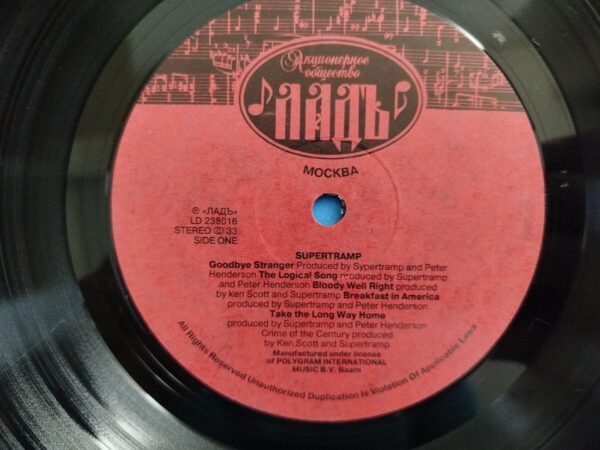 Акционерное
общество
ЛАДЪ
МОСКВА
℗ «ЛАДЪ»
LD 238016
STEREO 33
SIDE ONE
SUPERTRAMP
Goodbye Stranger Produced by Sypertramp and Peter
Henderson The Logical Song produced by Supertramp
and Peter Henderson Bloody Well Right produced
by ken Scott and Supertramp Breakfast in America
produced by Supertramp and Peter Henderson
Take the Long Way Home
produced by Supertramp and Peter Henderson
Crime of the Century produced
by Ken Scott and Supertramp
Manufactured under license
of POLYGRAM INTERNATIONAL
MUSIC B.V. Baarn
All Rights Reserved Unauthorized Duplication Is Violation Of Applicable Laws